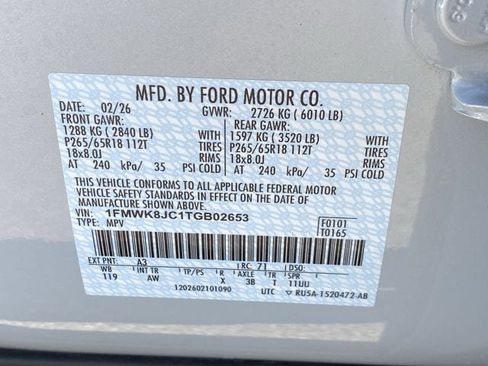 MFD. BY FORD MOTOR CO.
DATE: 02/26 GVWR: 2726 KG ( 6010 LB)
FRONT GAWR: REAR GAWR:
1288 KG ( 2840 LB) 1597 KG ( 3520 LB)
P265/65R18 112T TIRES P265/65R18 112T TIRES
18x8.0J RIMS 18x8.0J RIMS
AT 240 kPa/ 35 PSI COLD AT 240 kPa/ 35 PSI COLD
THIS VEHICLE CONFORMS TO ALL APPLICABLE FEDERAL MOTOR
VEHICLE SAFETY STANDARDS IN EFFECT ON THE DATE OF
MANUFACTURE SHOWN ABOVE.
VIN: 1FMWK8JC1TGB02653 F0101
TYPE: MPV T0165
EXT PNT: A3 RC: 71 DSO:
WB INT TR TP/PS R AXLE TR SPR
119 AW X 3B T 11UU
1202602101090 UTC ▽ RU5A-1520472-AB